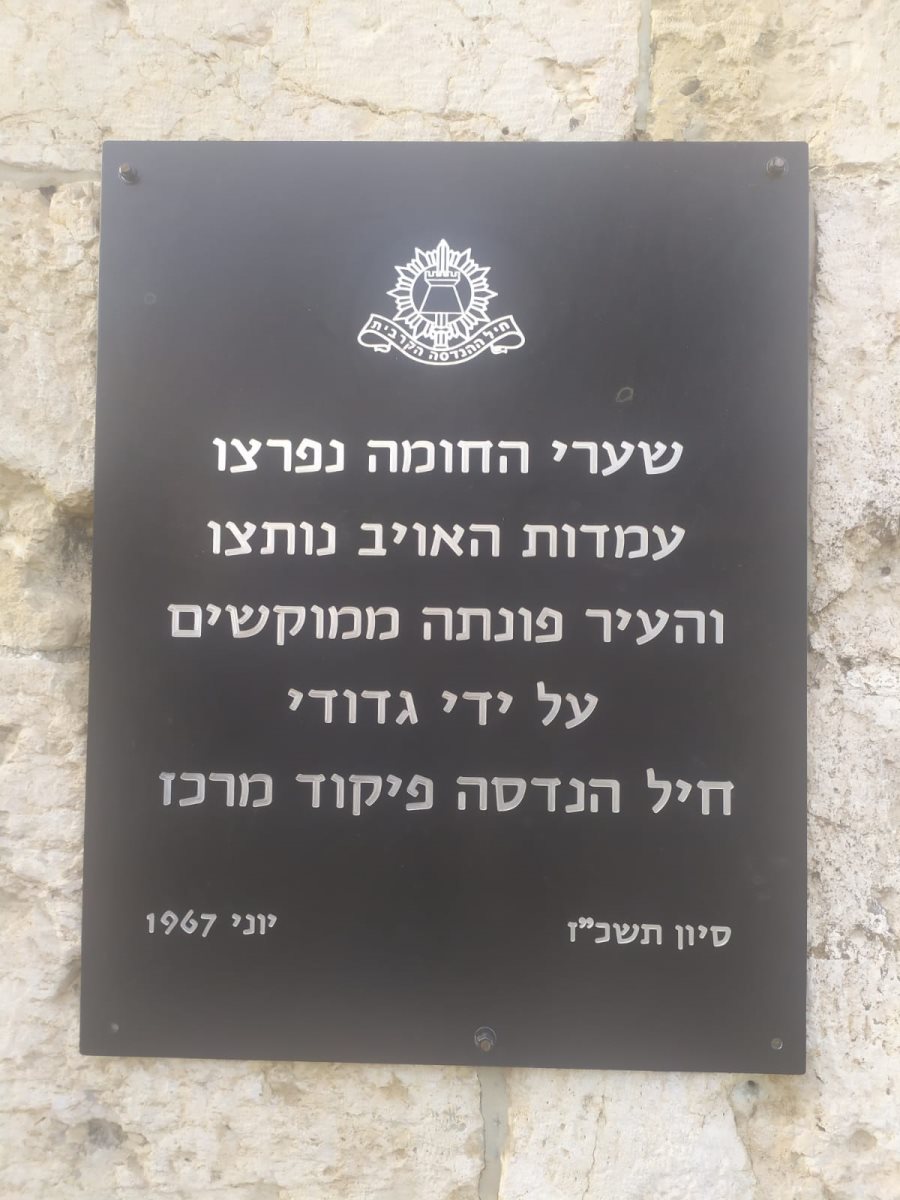 חיל ההנדסה הקרבית
שערי החומה נפרצו
עמדות האויב נותצו
והעיר פונתה ממוקשים
על ידי גדודי
חיל הנדסה פיקוד מרכז
סיון תשכ"ז
יוני 1967